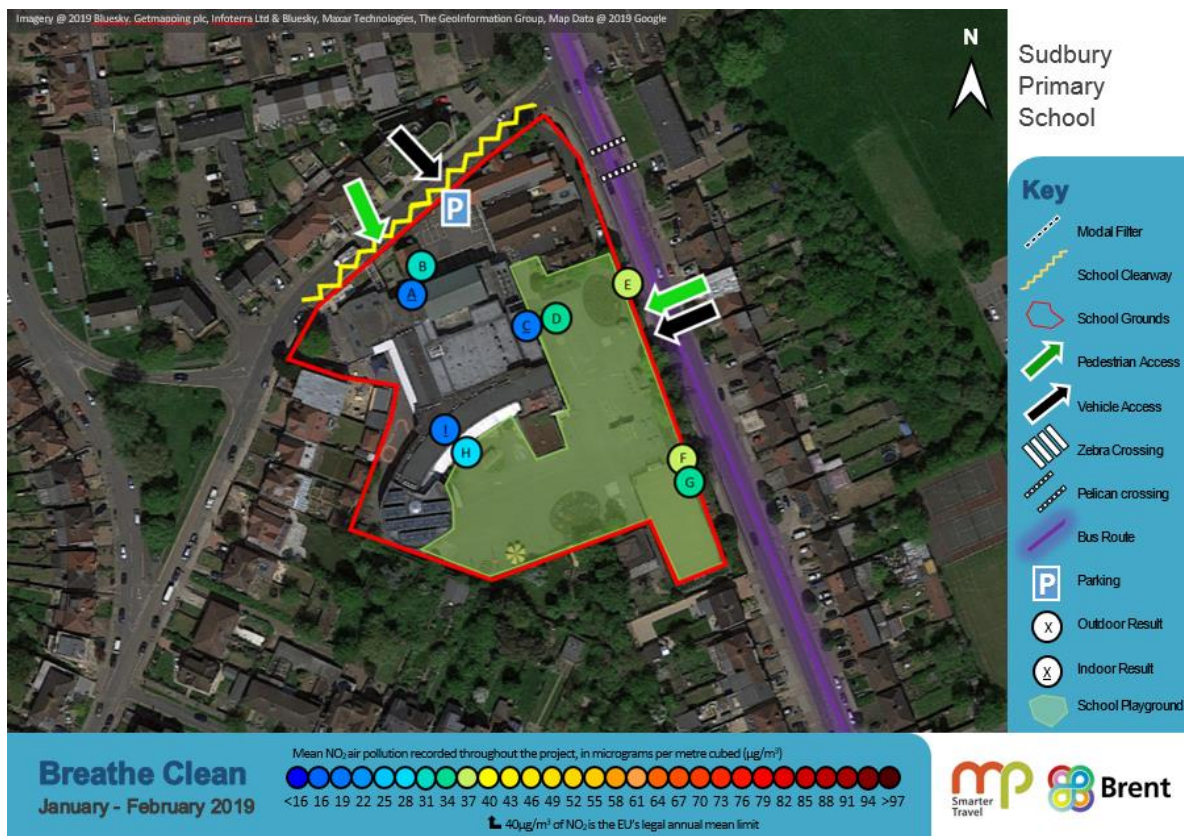 Imagery @ 2019 Bluesky, Getmapping plc, Infoterra Ltd & Bluesky, Maxar Technologies, The GeoInformation Group, Map Data @ 2019 Google
N
Sudbury
Primary
School
P
B
A
E
C
D
I
H
F
G
Key
Modal Filter
School Clearway
School Grounds
Pedestrian Access
Vehicle Access
Zebra Crossing
Pelican crossing
Bus Route
P
Parking
X
Outdoor Result
X
Indoor Result
School Playground
Breathe Clean
January - February 2019
Mean NO₂ air pollution recorded throughout the project, in micrograms per metre cubed (µg/m³)
<16 16 19 22 25 28 31 34 37 40 43 46 49 52 55 58 61 64 67 70 73 76 79 82 85 88 91 94 >97
40µg/m³ of NO₂ is the EU's legal annual mean limit
mp
Smarter
Travel
Brent